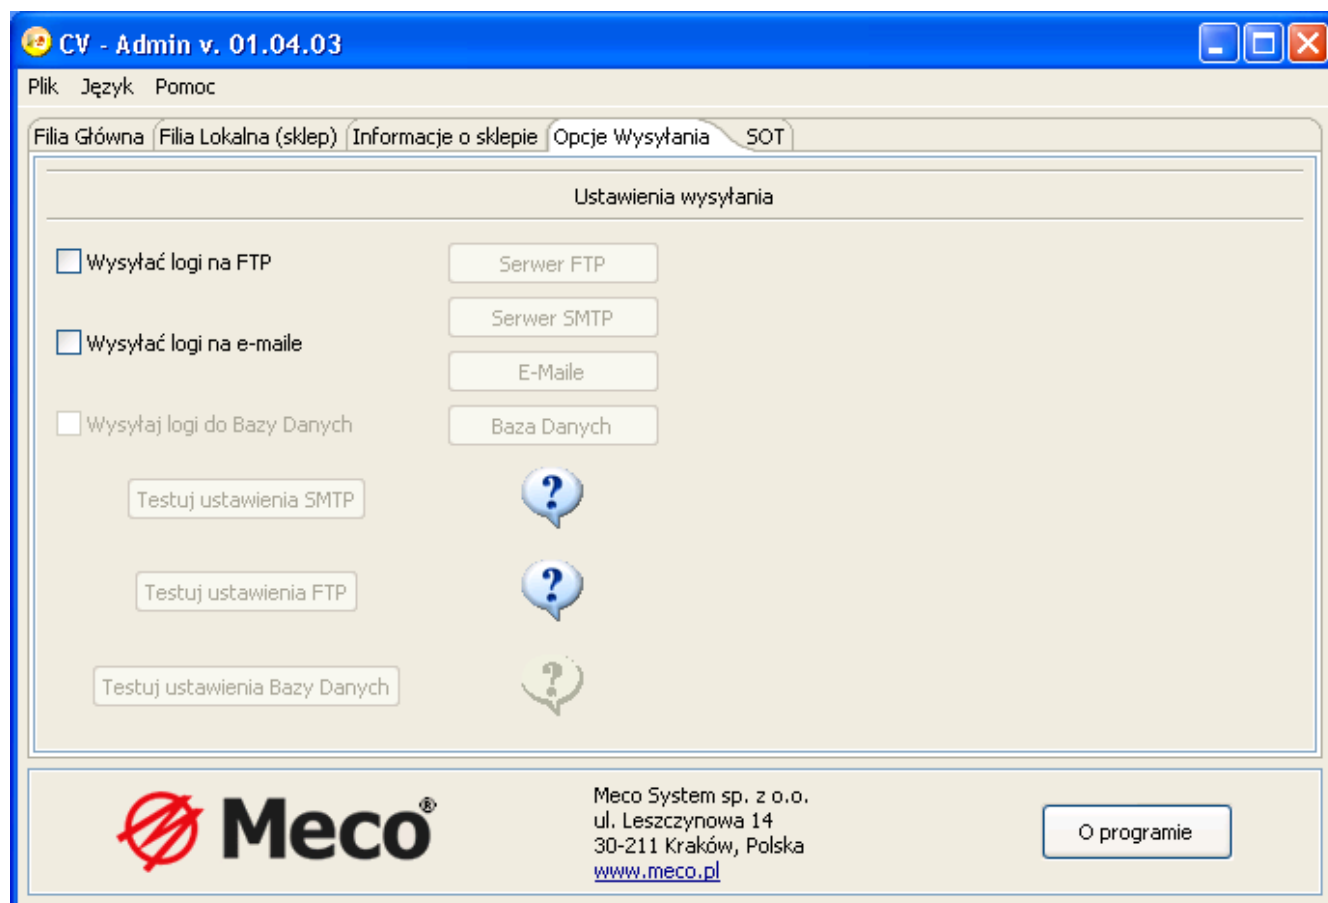 CV - Admin v. 01.04.03
Plik Język Pomoc
Filia Główna Filia Lokalna (sklep) Informacje o sklepie Opcje Wysyłania SOT
Ustawienia wysyłania
Wysyłać logi na FTP Serwer FTP
Serwer SMTP
Wysyłać logi na e-maile
E-Maile
Wysyłaj logi do Bazy Danych Baza Danych
Testuj ustawienia SMTP ?
Testuj ustawienia FTP ?
Testuj ustawienia Bazy Danych ?
Meco®
Meco System sp. z o.o.
ul. Leszczynowa 14
30-211 Kraków, Polska
www.meco.pl
O programie